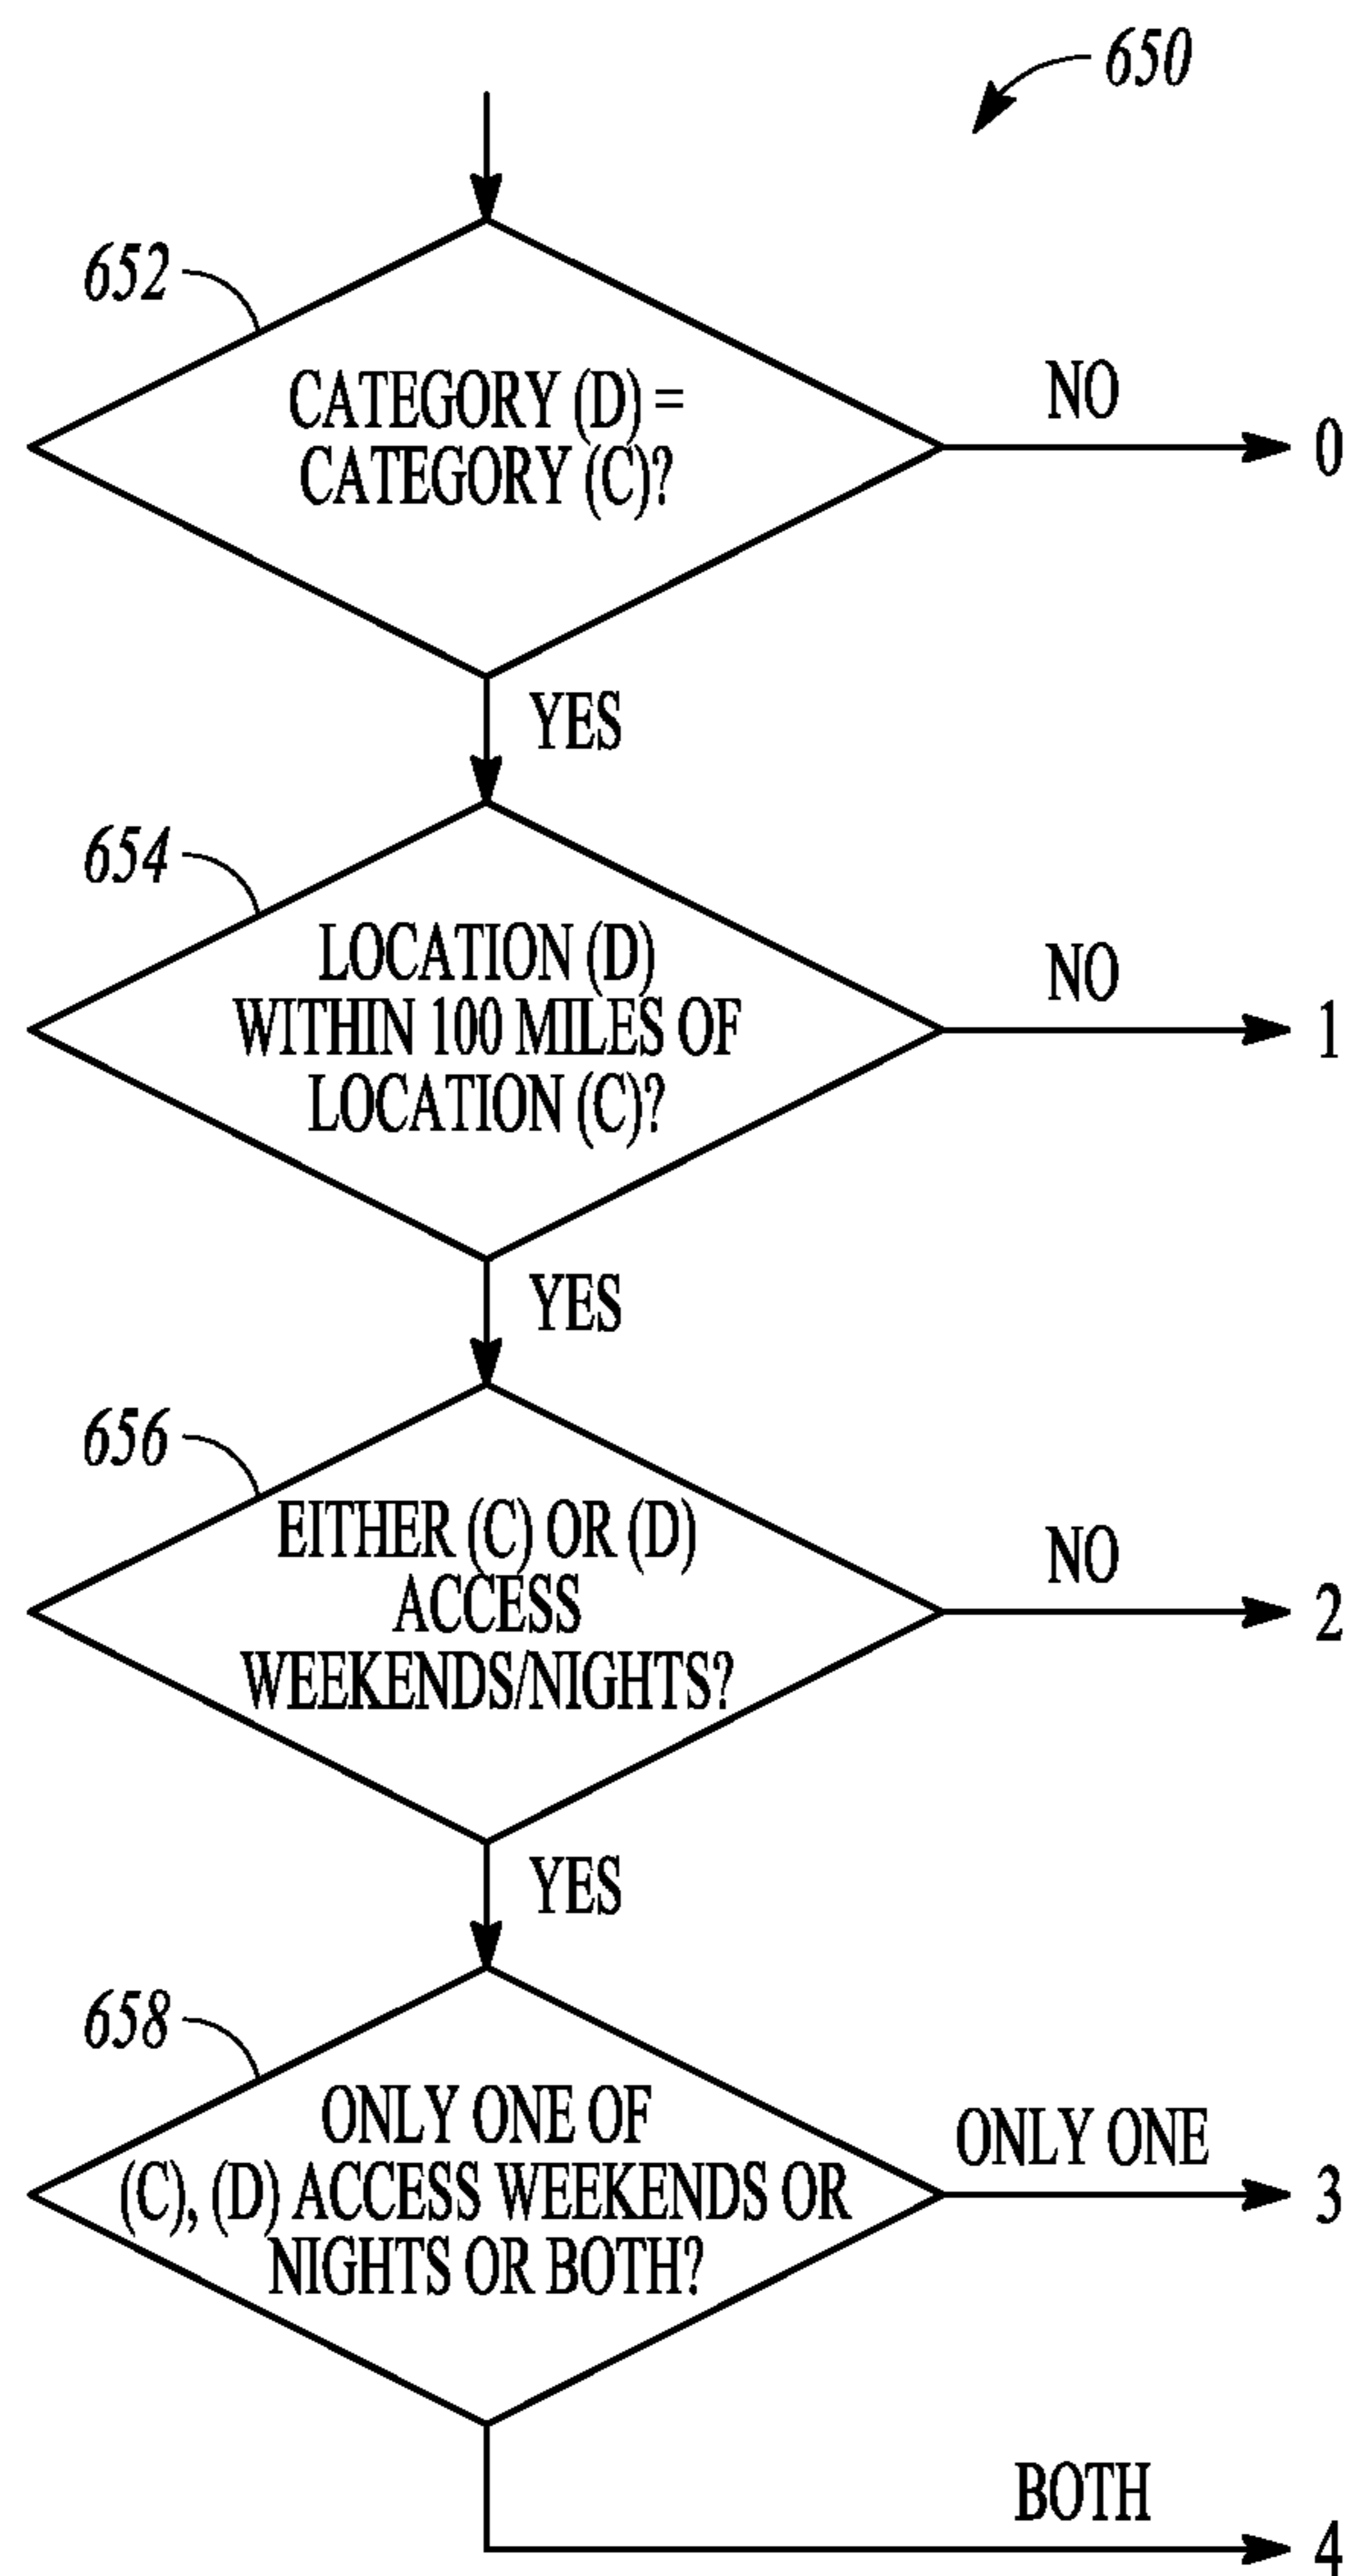 650
652
CATEGORY (D) =
CATEGORY (C)?
NO
0
YES
654
LOCATION (D)
WITHIN 100 MILES OF
LOCATION (C)?
NO
1
YES
656
EITHER (C) OR (D)
ACCESS
WEEKENDS/NIGHTS?
NO
2
YES
658
ONLY ONE OF
(C), (D) ACCESS WEEKENDS OR
NIGHTS OR BOTH?
ONLY ONE
3
BOTH
4